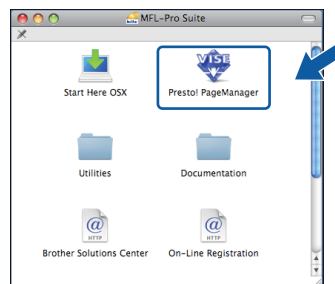 MFL-Pro Suite
VISE
Start Here OSX
Presto! PageManager
Utilities
Documentation
@
HTTP
@
HTTP
Brother Solutions Center
On-Line Registration